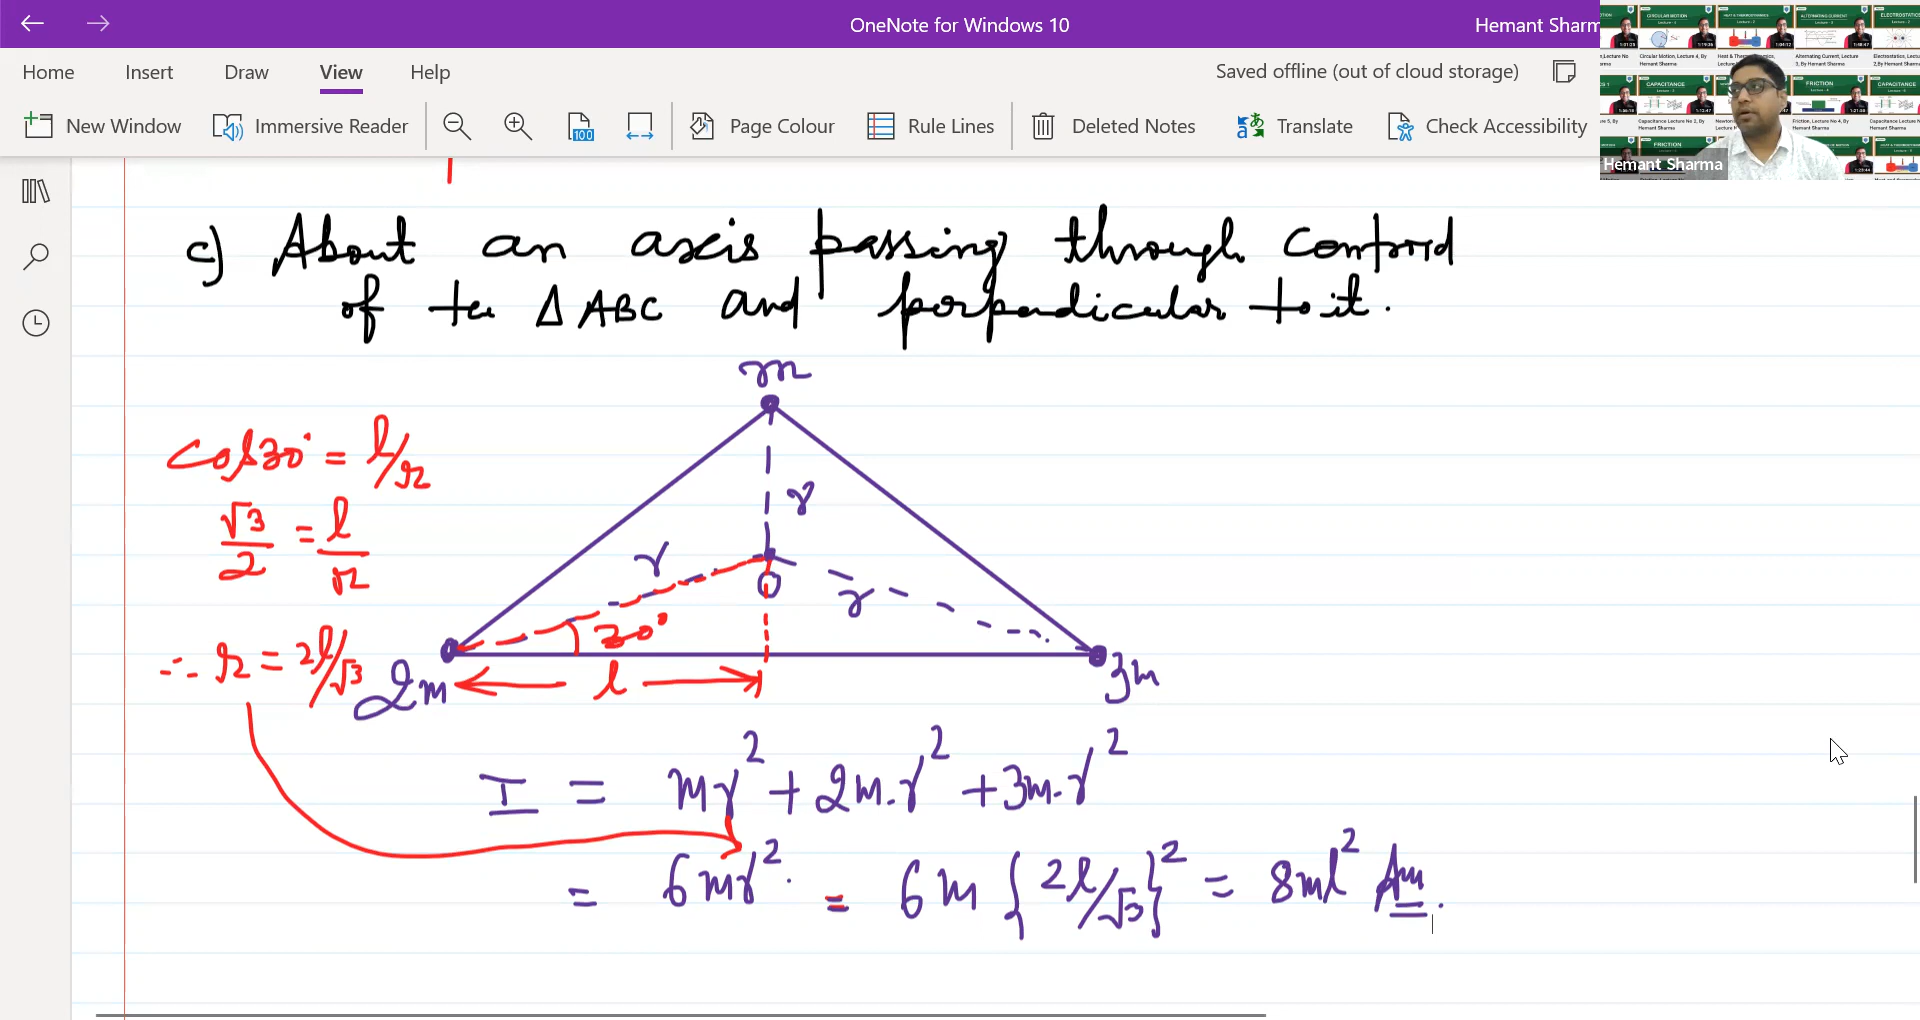 OneNote for Windows 10
Hemant Sharm
Home Insert Draw View Help
Saved offline (out of cloud storage)
New Window Immersive Reader 100 Page Colour Rule Lines Deleted Notes Translate Check Accessibility
Hemant Sharma
c) About an axis passing through centroid
of the Δ ABC and perpendicular to it.
m
cos30° = l/r
√3/2 = l/r
∴ r = 2l/√3
r
r
r
O
30°
2m
l
3m
I = mr² + 2m.r² + 3m.r²
= 6mr² = 6m {2l/√3}² = 8ml² Ans.